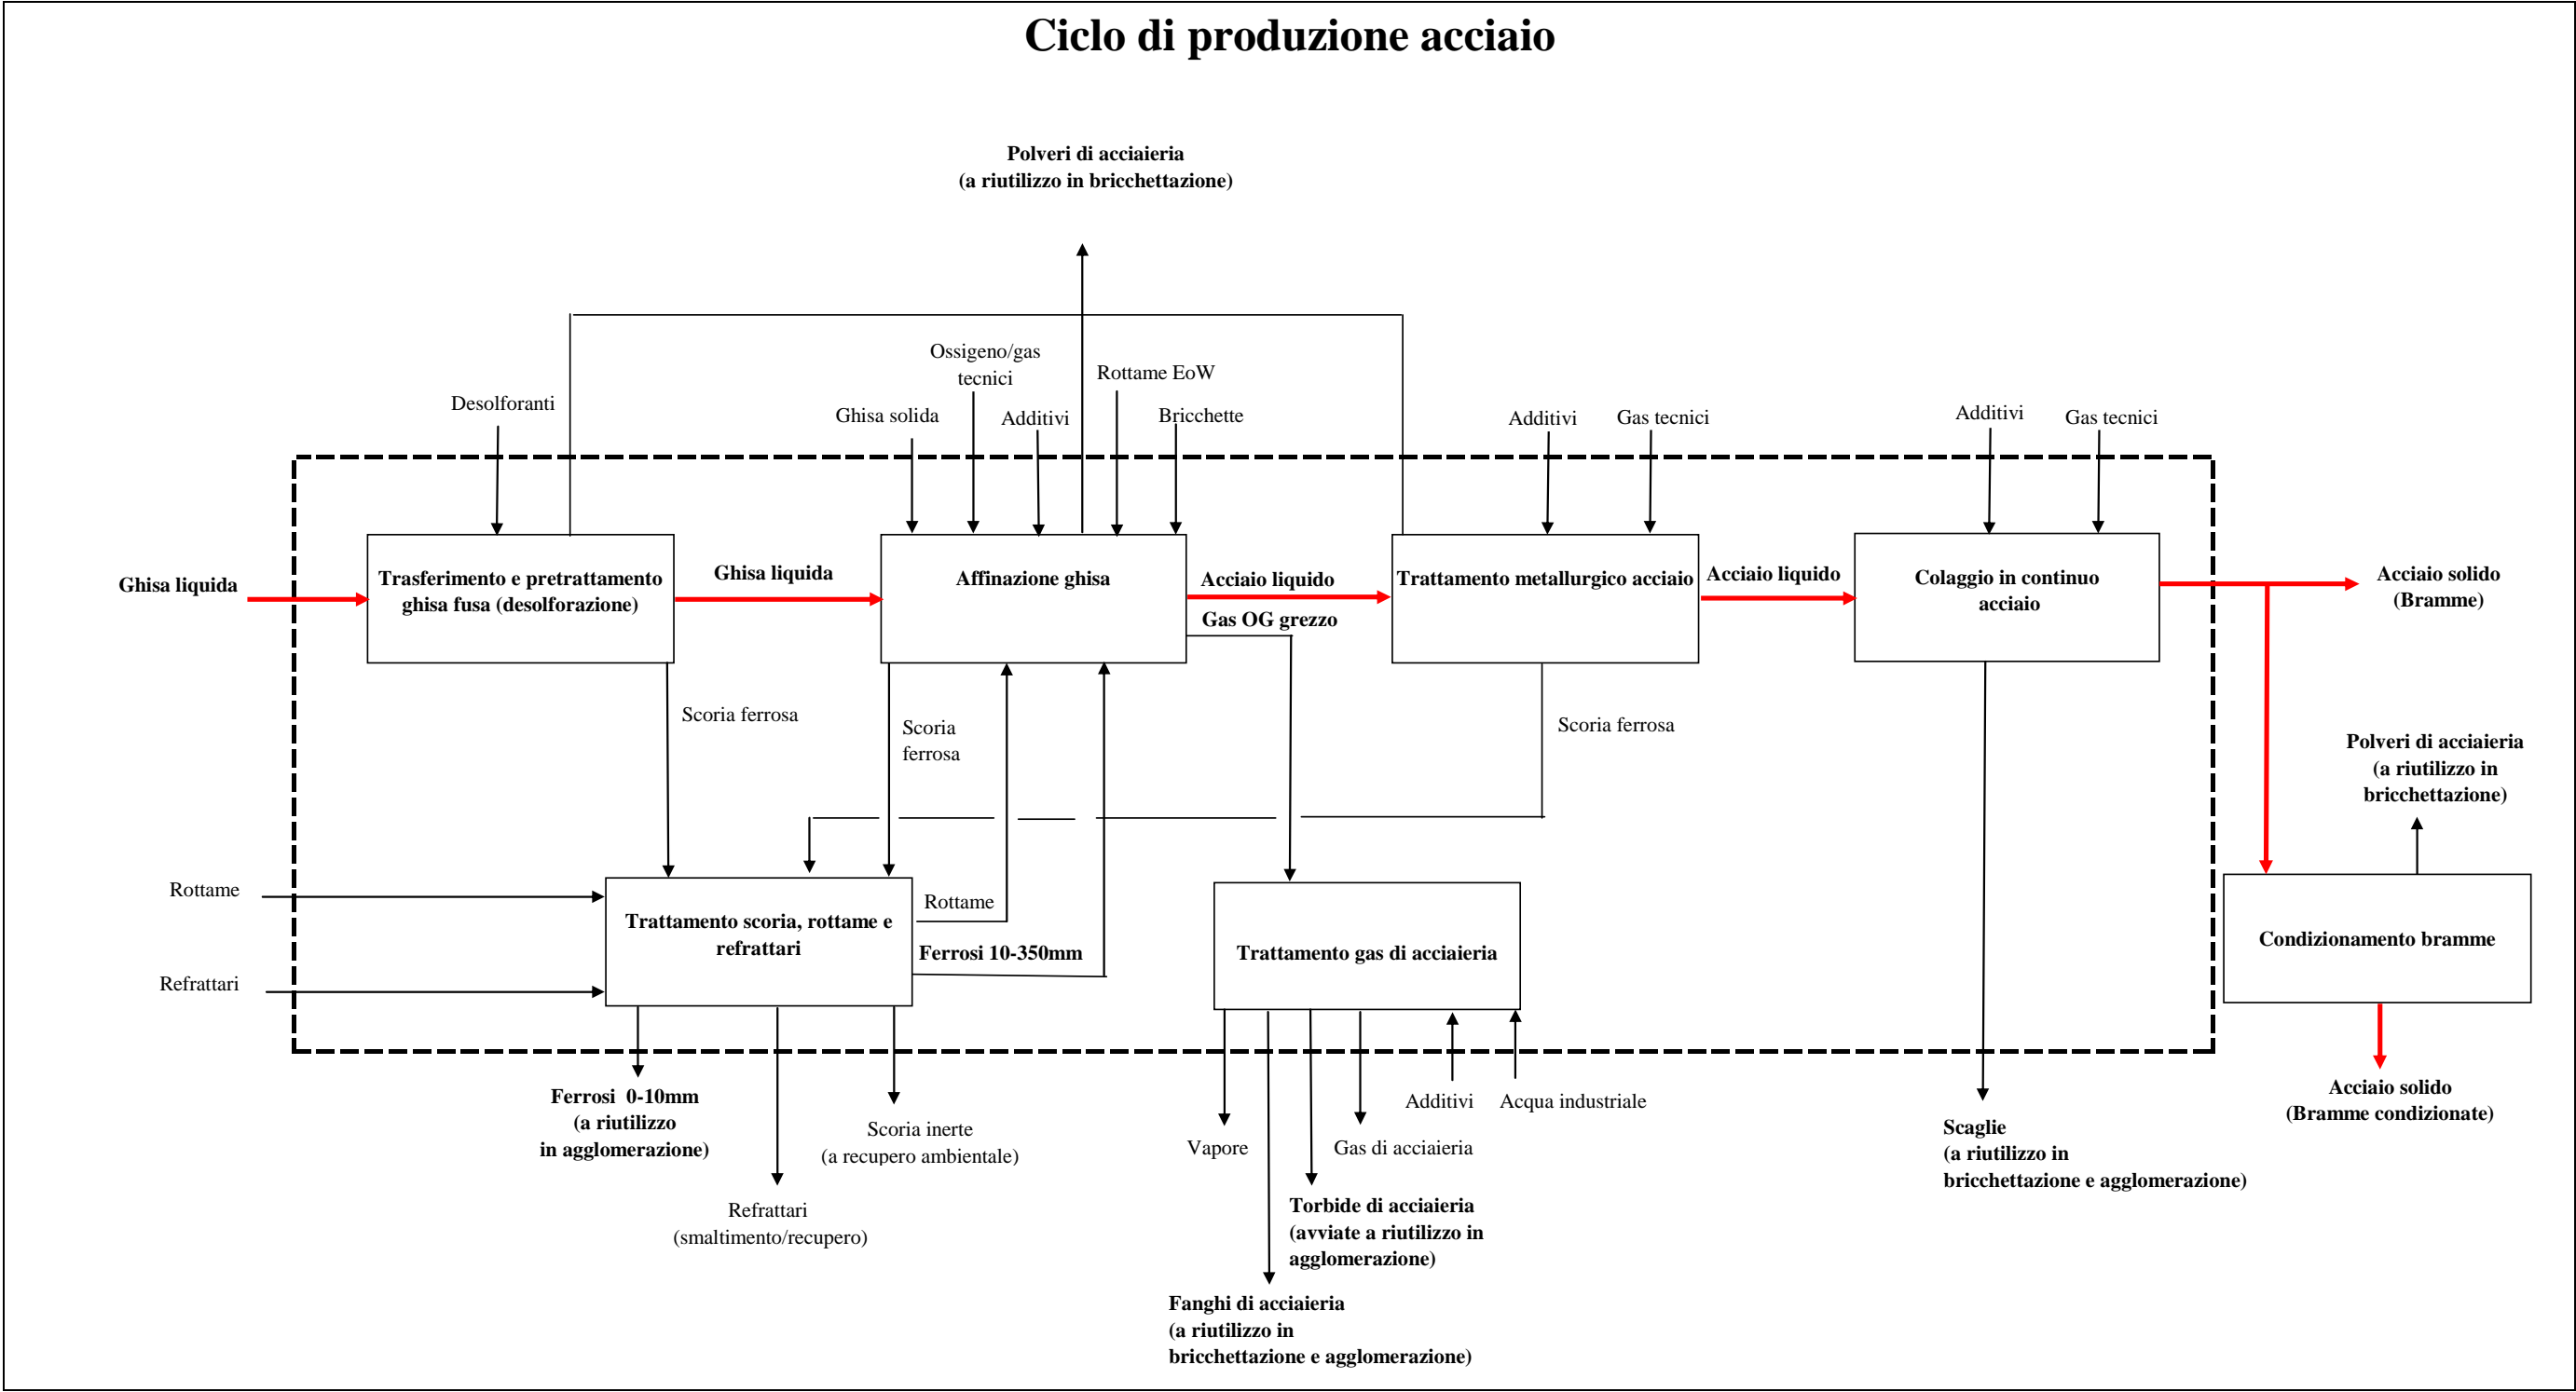 Ciclo di produzione acciaio
Polveri di acciaieria
(a riutilizzo in bricchettazione)
Ossigeno/gas
tecnici
Rottame EoW
Desolforanti
Ghisa solida
Additivi
Bricchette
Additivi
Gas tecnici
Additivi
Gas tecnici
Ghisa liquida
Trasferimento e pretrattamento
ghisa fusa (desolforazione)
Ghisa liquida
Affinazione ghisa
Acciaio liquido
Gas OG grezzo
Trattamento metallurgico acciaio
Acciaio liquido
Colaggio in continuo
acciaio
Acciaio solido
(Bramme)
Scoria ferrosa
Scoria
ferrosa
Scoria ferrosa
Polveri di acciaieria
(a riutilizzo in
bricchettazione)
Rottame
Refrattari
Trattamento scoria, rottame e
refrattari
Rottame
Ferrosi 10-350mm
Trattamento gas di acciaieria
Condizionamento bramme
Ferrosi  0-10mm
(a riutilizzo
in agglomerazione)
Scoria inerte
(a recupero ambientale)
Refrattari
(smaltimento/recupero)
Vapore
Gas di acciaieria
Additivi
Acqua industriale
Torbide di acciaieria
(avviate a riutilizzo in
agglomerazione)
Fanghi di acciaieria
(a riutilizzo in
bricchettazione e agglomerazione)
Scaglie
(a riutilizzo in
bricchettazione e agglomerazione)
Acciaio solido
(Bramme condizionate)